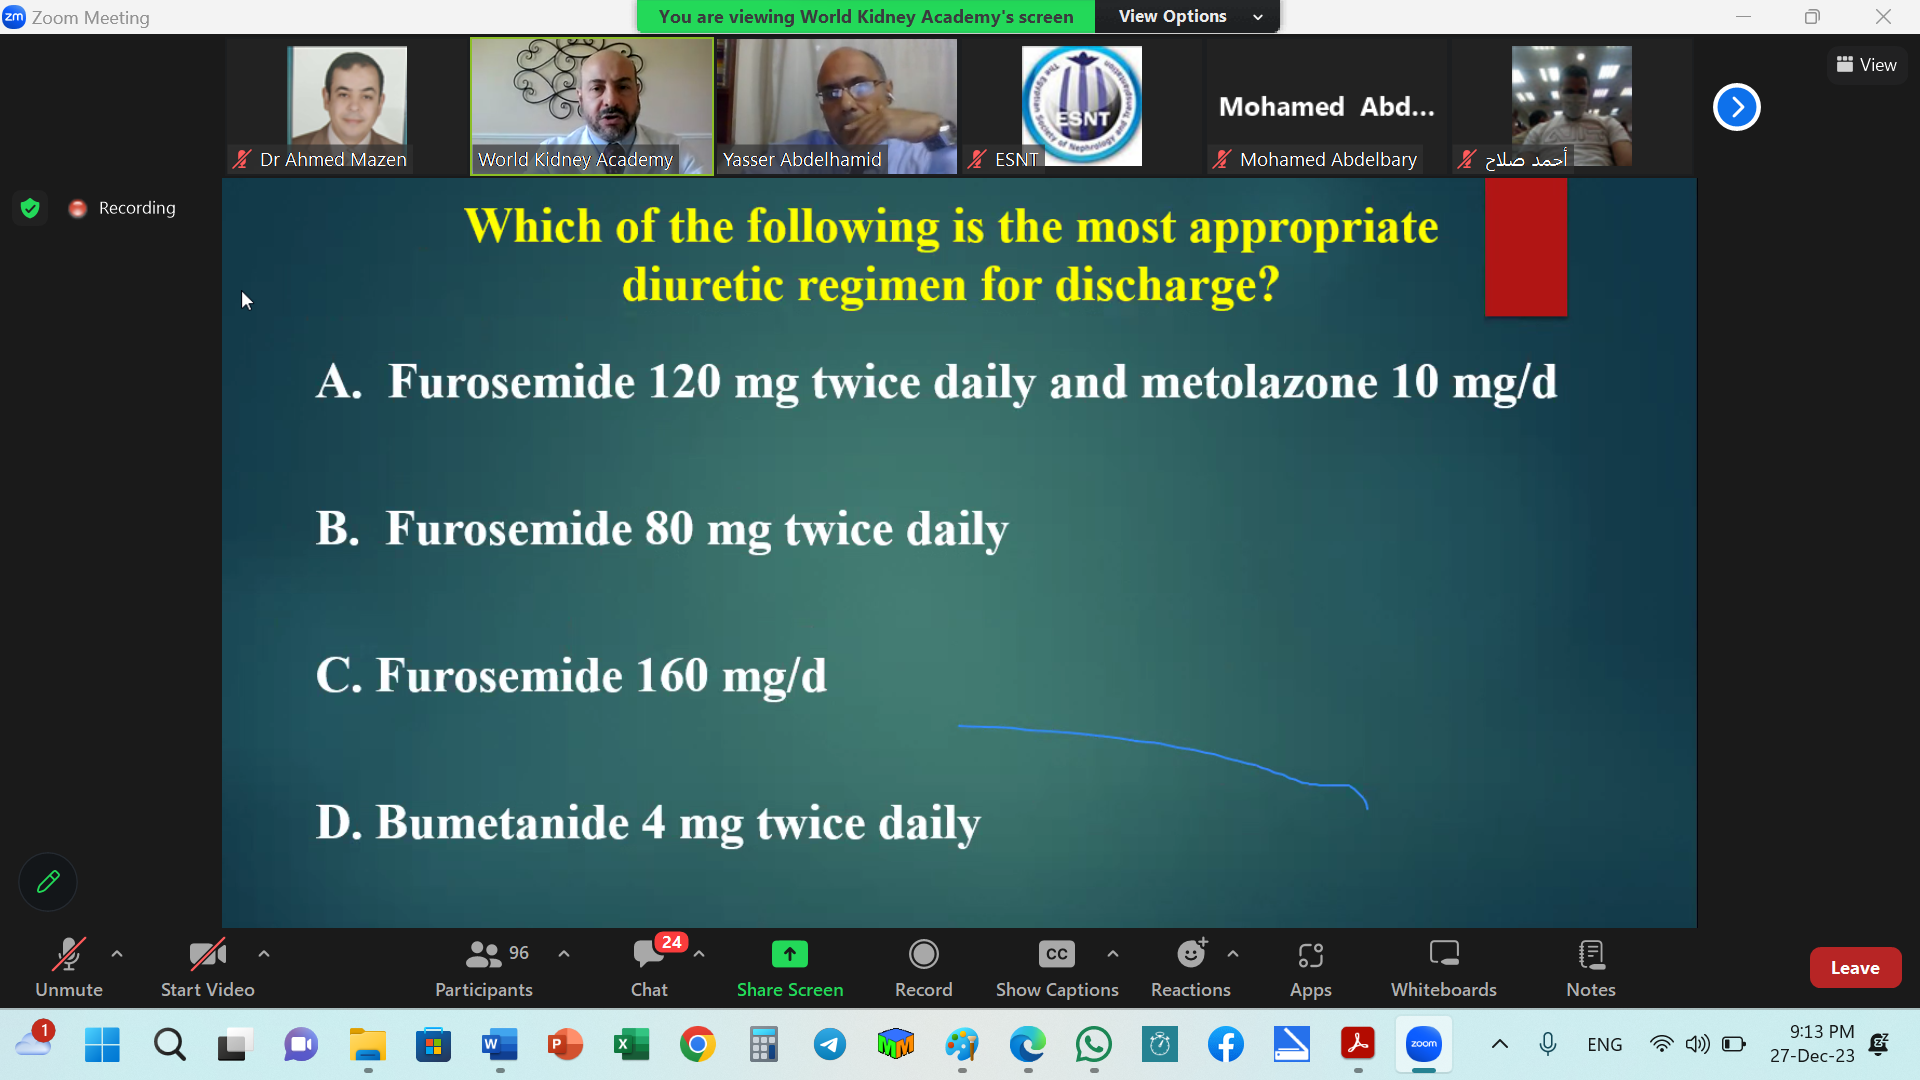 zm Zoom Meeting
You are viewing World Kidney Academy's screen
View Options
Dr Ahmed Mazen
World Kidney Academy
Yasser Abdelhamid
ESNT
ESNT
Mohamed Abd...
Mohamed Abdelbary
أحمد صلاح
View
Recording
Which of the following is the most appropriate
diuretic regimen for discharge?
A. Furosemide 120 mg twice daily and metolazone 10 mg/d
B. Furosemide 80 mg twice daily
C. Furosemide 160 mg/d
D. Bumetanide 4 mg twice daily
Unmute
Start Video
96
Participants
24
Chat
Share Screen
Record
CC
Show Captions
Reactions
Apps
Whiteboards
Notes
Leave
1
W
P
X
zoom
ENG
9:13 PM
27-Dec-23